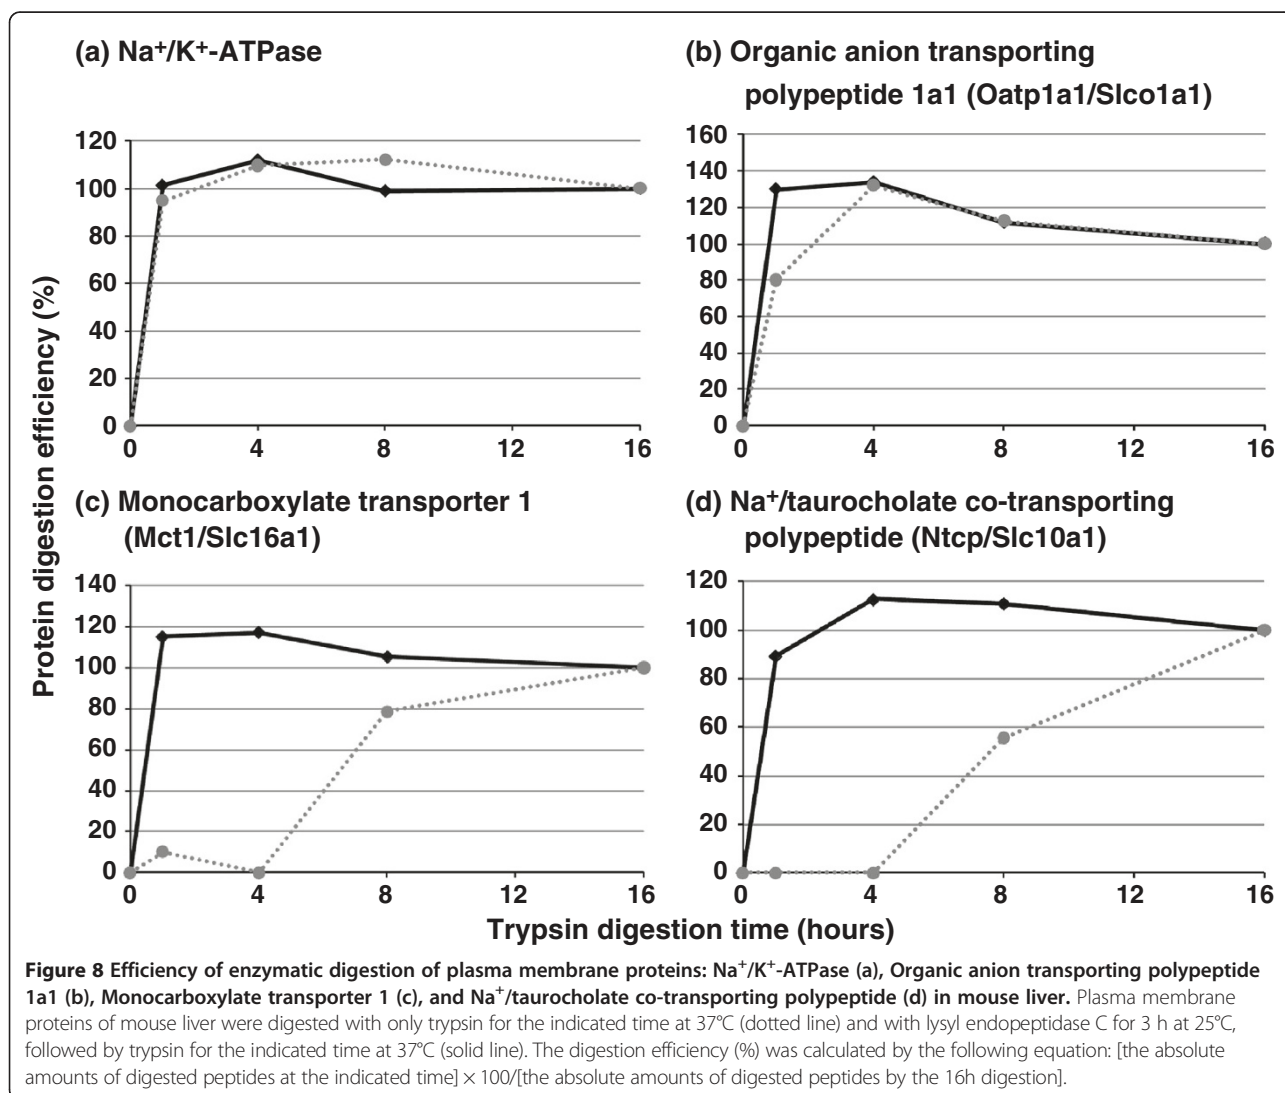 (a) Na+/K+-ATPase
120
100
80
60
40
20
0
0 4 8 12 16
(b) Organic anion transporting
polypeptide 1a1 (Oatp1a1/Slco1a1)
160
140
120
100
80
60
40
20
0
0 4 8 12 16
Protein digestion efficiency (%)
(c) Monocarboxylate transporter 1
(Mct1/Slc16a1)
140
120
100
80
60
40
20
0
0 4 8 12 16
(d) Na+/taurocholate co-transporting
polypeptide (Ntcp/Slc10a1)
120
100
80
60
40
20
0
0 4 8 12 16
Trypsin digestion time (hours)
Figure 8 Efficiency of enzymatic digestion of plasma membrane proteins: Na+/K+-ATPase (a), Organic anion transporting polypeptide
1a1 (b), Monocarboxylate transporter 1 (c), and Na+/taurocholate co-transporting polypeptide (d) in mouse liver. Plasma membrane
proteins of mouse liver were digested with only trypsin for the indicated time at 37°C (dotted line) and with lysyl endopeptidase C for 3 h at 25°C,
followed by trypsin for the indicated time at 37°C (solid line). The digestion efficiency (%) was calculated by the following equation: [the absolute
amounts of digested peptides at the indicated time] × 100/[the absolute amounts of digested peptides by the 16h digestion].